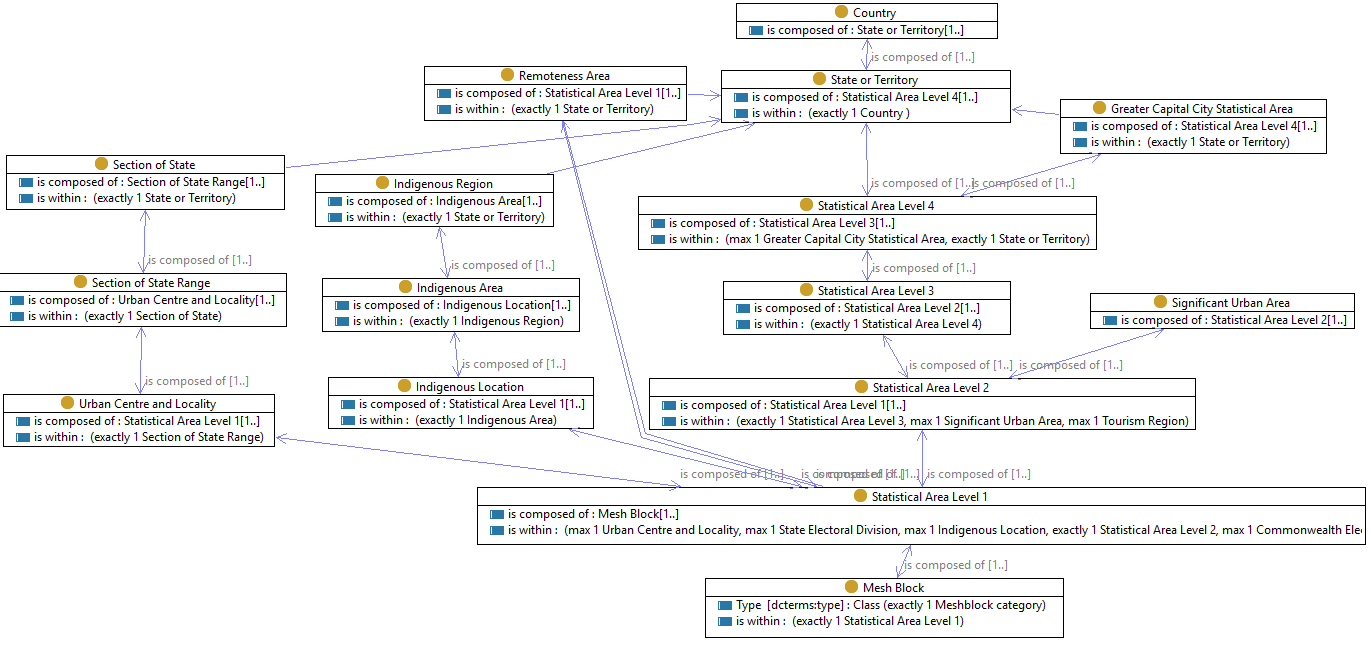 Country
is composed of : State or Territory[1..]
is composed of [1..]
Remoteness Area
is composed of : Statistical Area Level 1[1..]
is within :  (exactly 1 State or Territory)
State or Territory
is composed of : Statistical Area Level 4[1..]
is within :  (exactly 1 Country )
Greater Capital City Statistical Area
is composed of : Statistical Area Level 4[1..]
is within :  (exactly 1 State or Territory)
Section of State
is composed of : Section of State Range[1..]
is within :  (exactly 1 State or Territory)
Indigenous Region
is composed of : Indigenous Area[1..]
is within :  (exactly 1 State or Territory)
is composed of [1..]
is composed of [1..]
Statistical Area Level 4
is composed of : Statistical Area Level 3[1..]
is within :  (max 1 Greater Capital City Statistical Area, exactly 1 State or Territory)
is composed of [1..]
is composed of [1..]
is composed of [1..]
Section of State Range
is composed of : Urban Centre and Locality[1..]
is within :  (exactly 1 Section of State)
Indigenous Area
is composed of : Indigenous Location[1..]
is within :  (exactly 1 Indigenous Region)
Statistical Area Level 3
is composed of : Statistical Area Level 2[1..]
is within :  (exactly 1 Statistical Area Level 4)
Significant Urban Area
is composed of : Statistical Area Level 2[1..]
is composed of [1..]
is composed of [1..]
is composed of [1..]
is composed of [1..]
Urban Centre and Locality
is composed of : Statistical Area Level 1[1..]
is within :  (exactly 1 Section of State Range)
Indigenous Location
is composed of : Statistical Area Level 1[1..]
is within :  (exactly 1 Indigenous Area)
Statistical Area Level 2
is composed of : Statistical Area Level 1[1..]
is within :  (exactly 1 Statistical Area Level 3, max 1 Significant Urban Area, max 1 Tourism Region)
is composed of [1..]
is composed of [1..]
Statistical Area Level 1
is composed of : Mesh Block[1..]
is within :  (max 1 Urban Centre and Locality, max 1 State Electoral Division, max 1 Indigenous Location, exactly 1 Statistical Area Level 2, max 1 Commonwealth Ele
is composed of [1..]
Mesh Block
Type  [dcterms:type] : Class (exactly 1 Meshblock category)
is within :  (exactly 1 Statistical Area Level 1)